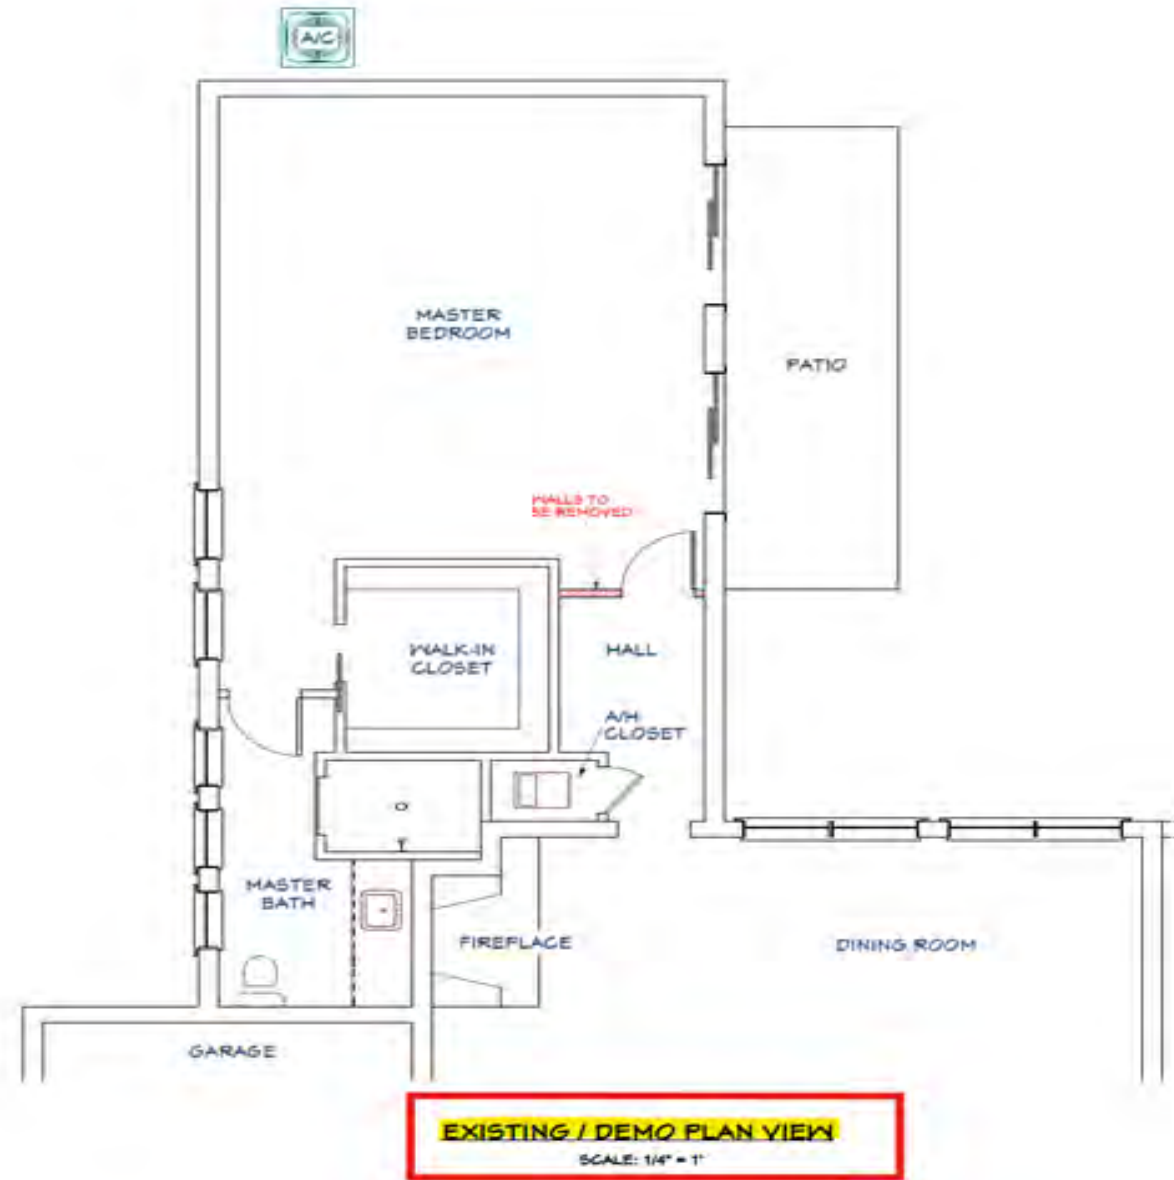 A/C
MASTER
BEDROOM
PATIO
WALLS TO
BE REMOVED
WALK-IN
CLOSET
HALL
A/H
CLOSET
MASTER
BATH
FIREPLACE
DINING ROOM
GARAGE
EXISTING / DEMO PLAN VIEW
SCALE: 1/4" = 1'